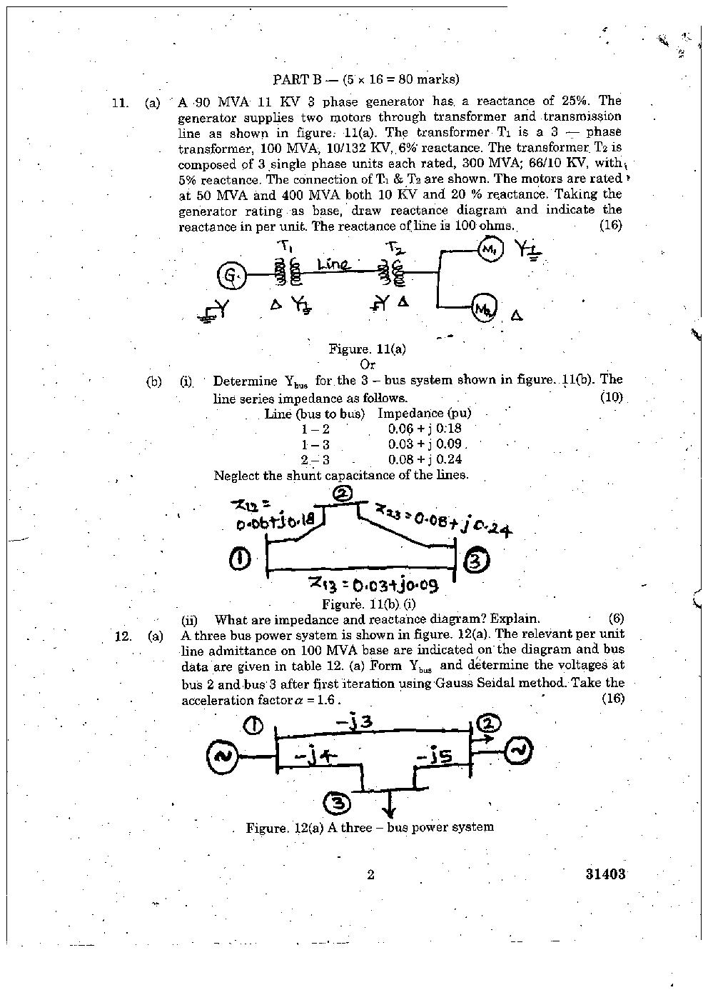 PART B — (5 × 16 = 80 marks)
11. (a) A 90 MVA 11 KV 3 phase generator has a reactance of 25%. The
generator supplies two motors through transformer and transmission
line as shown in figure. 11(a). The transformer T1 is a 3 — phase
transformer, 100 MVA, 10/132 KV, 6% reactance. The transformer T2 is
composed of 3 single phase units each rated, 300 MVA; 66/10 KV, with
5% reactance. The connection of T1 & T2 are shown. The motors are rated
at 50 MVA and 400 MVA both 10 KV and 20 % reactance. Taking the
generator rating as base, draw reactance diagram and indicate the
reactance in per unit. The reactance of line is 100 ohms. (16)
T1 T2 M1 Y
G Line
Y Δ Y Y Δ M2 Δ
Figure. 11(a)
Or
(b) (i) Determine Ybus for the 3 – bus system shown in figure. 11(b). The
line series impedance as follows. (10)
Line (bus to bus) Impedance (pu)
1 – 2 0.06 + j 0.18
1 – 3 0.03 + j 0.09
2 – 3 0.08 + j 0.24
Neglect the shunt capacitance of the lines.
Z12 = 2 Z23 = 0.08 + j 0.24
0.06+j0.18
1 3
Z13 = 0.03+j0.09
Figure. 11(b) (i)
(ii) What are impedance and reactance diagram? Explain. (6)
12. (a) A three bus power system is shown in figure. 12(a). The relevant per unit
line admittance on 100 MVA base are indicated on the diagram and bus
data are given in table 12. (a) Form Ybus and determine the voltages at
bus 2 and bus 3 after first iteration using Gauss Seidal method. Take the
acceleration factor α = 1.6 . (16)
1 -j3 2
-j4 -j5
3
Figure. 12(a) A three – bus power system
2 31403